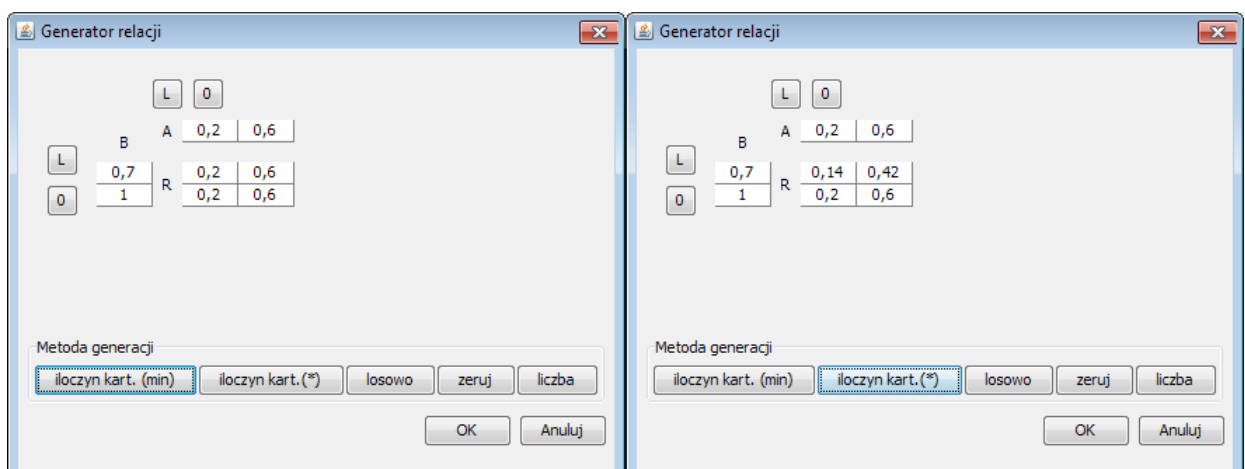 Generator relacji
L 0
A 0,2 0,6
B
L
0,7 0,2 0,6
R
0 1 0,2 0,6
Metoda generacji
iloczyn kart. (min) iloczyn kart.(*) losowo zeruj liczba
OK Anuluj
Generator relacji
L 0
A 0,2 0,6
B
L
0,7 0,14 0,42
R
0 1 0,2 0,6
Metoda generacji
iloczyn kart. (min) iloczyn kart.(*) losowo zeruj liczba
OK Anuluj